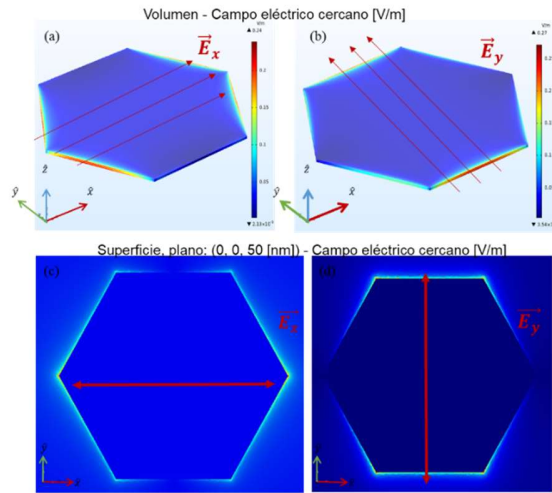 Volumen - Campo eléctrico cercano [V/m]
(a)
E_x
V/m
▲ 0.24
0.2
0.15
0.1
0.05
(b)
E_y
V/m
▲ 0.27
Superficie, plano: (0, 0, 50 [nm]) - Campo eléctrico cercano [V/m]
(c)
E_x
(d)
E_y